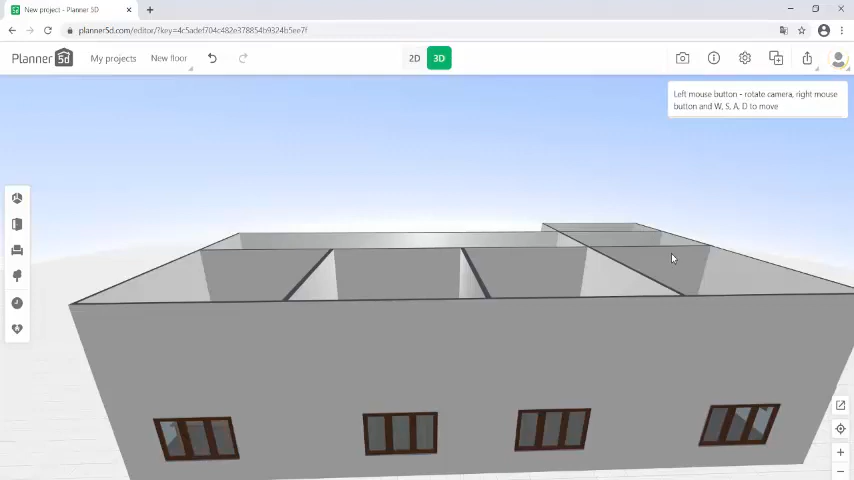 New project - Planner 5D
planner5d.com/editor/?key=4c5adef704c482e378854b9324b5ee7f
Planner 5d
My projects
New floor
2D
3D
Left mouse button - rotate camera, right mouse
button and W, S, A, D to move